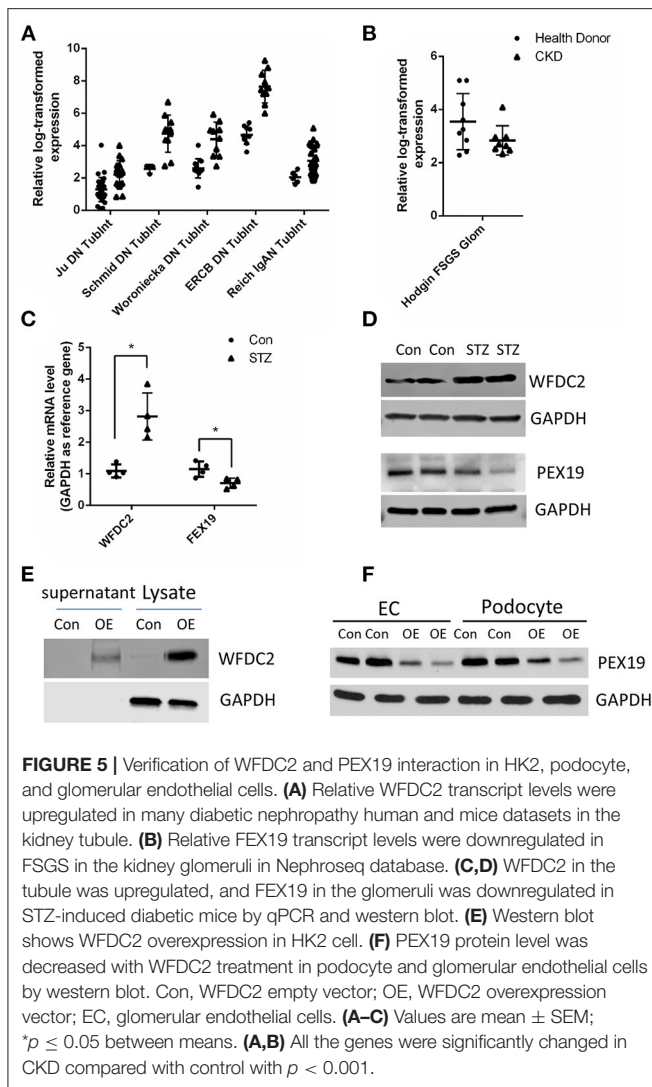 A
Relative log-transformed
expression
10
8
6
4
2
0
Ju DN TubInt
Schmid DN TubInt
Woroniecka DN TubInt
ERCB DN TubInt
Reich IgAN TubInt
B
Health Donor
CKD
Relative log-transformed
expression
6
4
2
0
Hodgin FSGS Glom
C
Con
STZ
Relative mRNA level
(GAPDH as reference gene)
5
4
3
2
1
0
*
*
WFDC2
FEX19
D
Con Con STZ STZ
WFDC2
GAPDH
PEX19
GAPDH
E
supernatant Lysate
Con OE Con OE
WFDC2
GAPDH
F
EC Podocyte
Con Con OE OE Con Con OE OE
PEX19
GAPDH
FIGURE 5 | Verification of WFDC2 and PEX19 interaction in HK2, podocyte,
and glomerular endothelial cells. (A) Relative WFDC2 transcript levels were
upregulated in many diabetic nephropathy human and mice datasets in the
kidney tubule. (B) Relative FEX19 transcript levels were downregulated in
FSGS in the kidney glomeruli in Nephroseq database. (C,D) WFDC2 in the
tubule was upregulated, and FEX19 in the glomeruli was downregulated in
STZ-induced diabetic mice by qPCR and western blot. (E) Western blot
shows WFDC2 overexpression in HK2 cell. (F) PEX19 protein level was
decreased with WFDC2 treatment in podocyte and glomerular endothelial cells
by western blot. Con, WFDC2 empty vector; OE, WFDC2 overexpression
vector; EC, glomerular endothelial cells. (A–C) Values are mean ± SEM;
*p ≤ 0.05 between means. (A,B) All the genes were significantly changed in
CKD compared with control with p < 0.001.